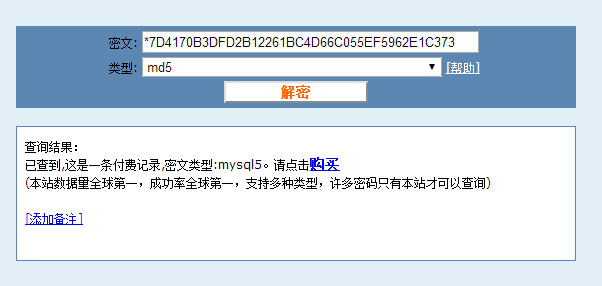 密文: *7D4170B3DFD2B12261BC4D66C055EF5962E1C373
类型: md5 [帮助]
解密
查询结果:
已查到,这是一条付费记录,密文类型:mysql5。请点击购买
(本站数据量全球第一，成功率全球第一，支持多种类型，许多密码只有本站才可以查询)
[添加备注]